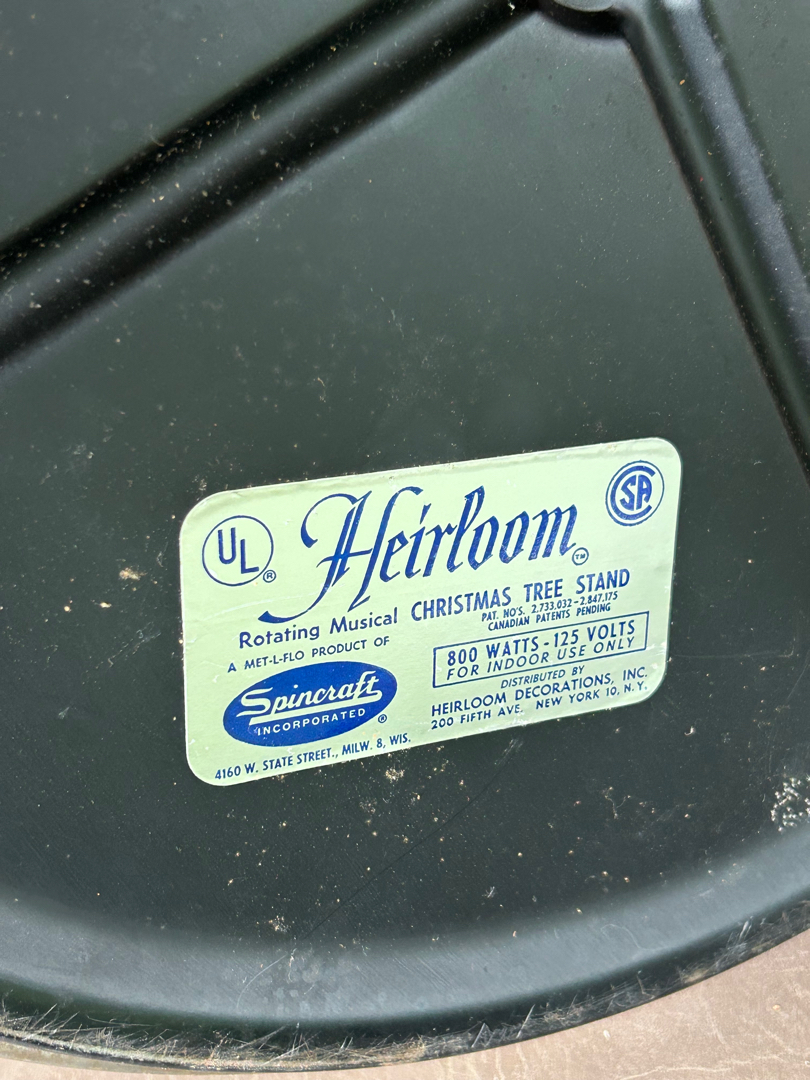 UL ®
Heirloom ™
SA
Rotating Musical CHRISTMAS TREE STAND
PAT. NO'S. 2,733,032-2,847,175
CANADIAN PATENTS PENDING
A MET-L-FLO PRODUCT OF
Spincraft
INCORPORATED ®
4160 W. STATE STREET., MILW. 8, WIS.
800 WATTS - 125 VOLTS
FOR INDOOR USE ONLY
DISTRIBUTED BY
HEIRLOOM DECORATIONS, INC.
200 FIFTH AVE. NEW YORK 10, N.Y.